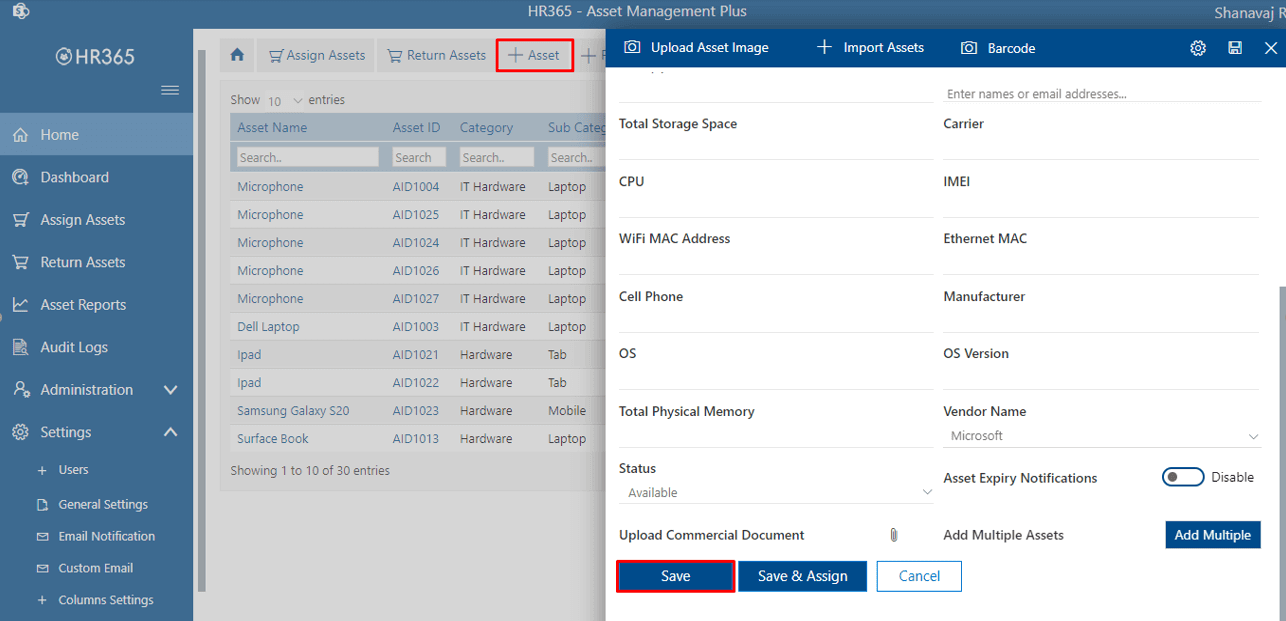 HR365 - Asset Management Plus
Shanavaj R
HR365
Home
Dashboard
Assign Assets
Return Assets
Asset Reports
Audit Logs
Administration
Settings
Users
General Settings
Email Notification
Custom Email
Columns Settings
Assign Assets Return Assets Asset
Show 10 entries
Asset Name Asset ID Category Sub Categ
Search.. Search Search.. Search..
Microphone AID1004 IT Hardware Laptop
Microphone AID1025 IT Hardware Laptop
Microphone AID1024 IT Hardware Laptop
Microphone AID1026 IT Hardware Laptop
Microphone AID1027 IT Hardware Laptop
Dell Laptop AID1003 IT Hardware Laptop
Ipad AID1021 Hardware Tab
Ipad AID1022 Hardware Tab
Samsung Galaxy S20 AID1023 Hardware Mobile
Surface Book AID1013 Hardware Laptop
Showing 1 to 10 of 30 entries
Upload Asset Image Import Assets Barcode
Enter names or email addresses...
Total Storage Space Carrier
CPU IMEI
WiFi MAC Address Ethernet MAC
Cell Phone Manufacturer
OS OS Version
Total Physical Memory Vendor Name
Microsoft
Status Asset Expiry Notifications Disable
Available
Upload Commercial Document Add Multiple Assets Add Multiple
Save Save & Assign Cancel